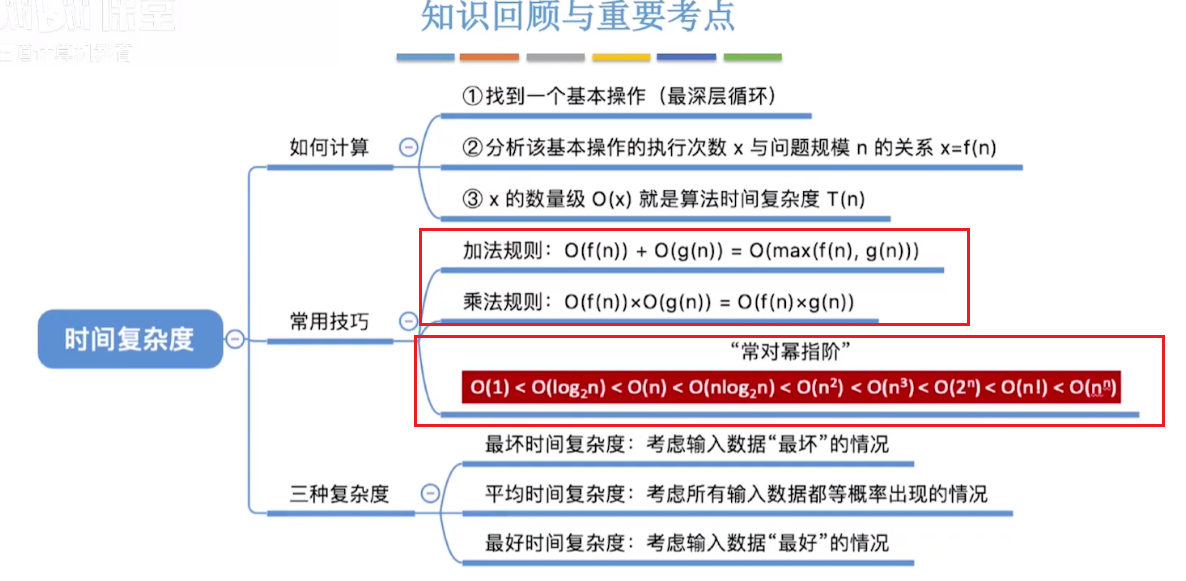 知识回顾与重要考点
①找到一个基本操作（最深层循环）
如何计算
②分析该基本操作的执行次数 x 与问题规模 n 的关系 x=f(n)
③ x 的数量级 O(x) 就是算法时间复杂度 T(n)
加法规则：O(f(n)) + O(g(n)) = O(max(f(n), g(n)))
乘法规则：O(f(n))×O(g(n)) = O(f(n)×g(n))
常用技巧
时间复杂度
“常对幂指阶”
O(1) < O(log₂n) < O(n) < O(nlog₂n) < O(n²) < O(n³) < O(2ⁿ) < O(n!) < O(nⁿ)
最坏时间复杂度：考虑输入数据“最坏”的情况
三种复杂度
平均时间复杂度：考虑所有输入数据都等概率出现的情况
最好时间复杂度：考虑输入数据“最好”的情况